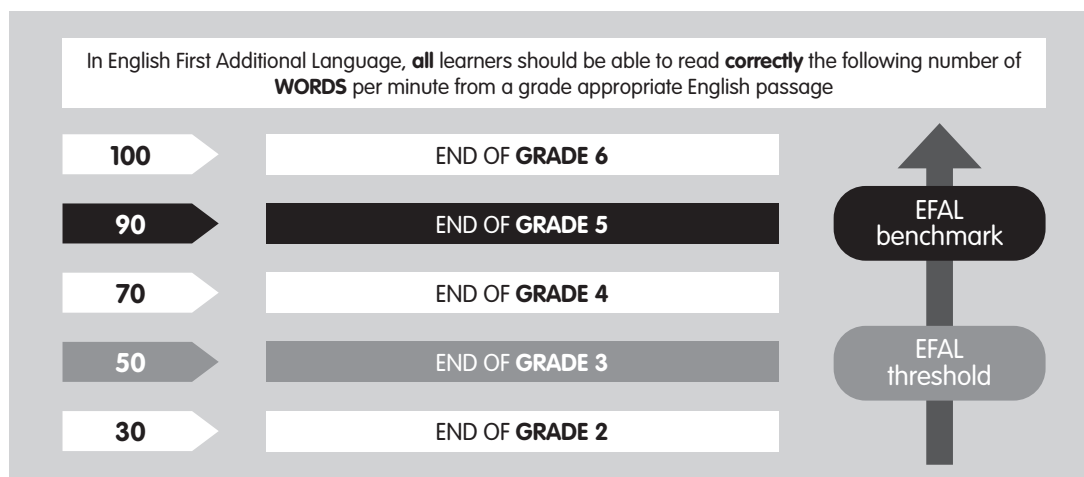 In English First Additional Language, all learners should be able to read correctly the following number of
WORDS per minute from a grade appropriate English passage
100 END OF GRADE 6
90 END OF GRADE 5
EFAL
benchmark
70 END OF GRADE 4
50 END OF GRADE 3
EFAL
threshold
30 END OF GRADE 2